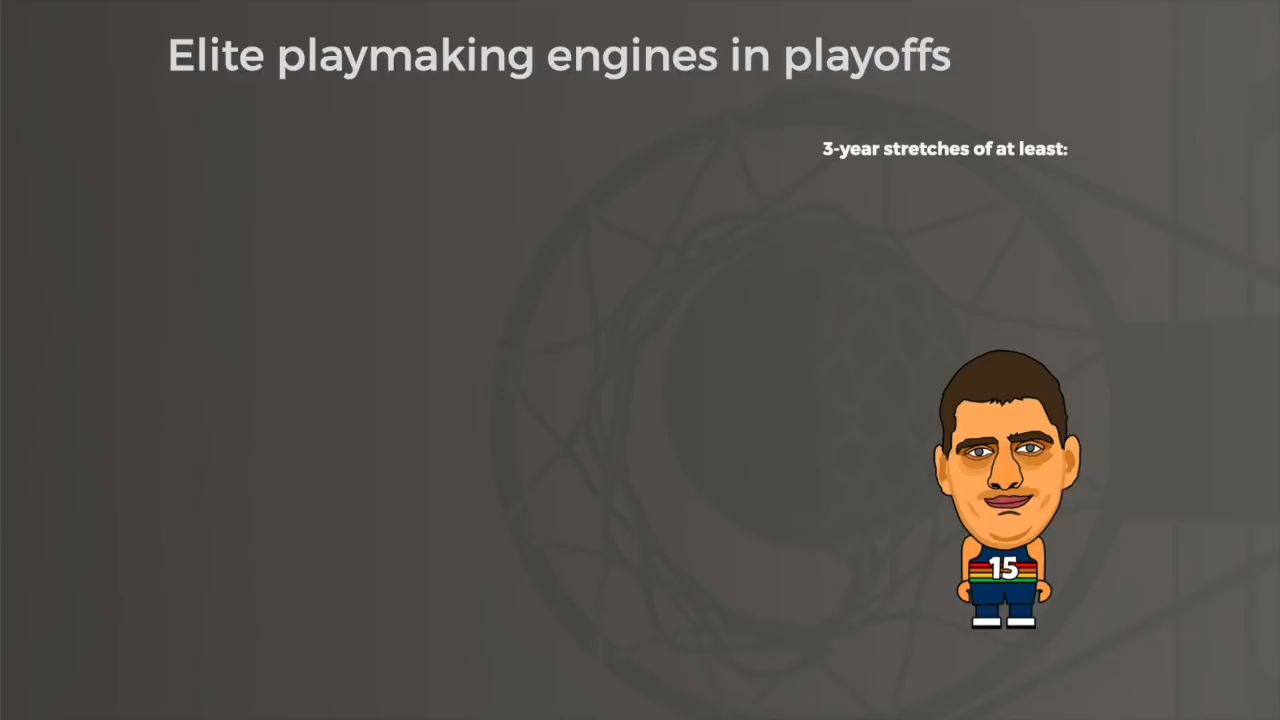 Elite playmaking engines in playoffs
3-year stretches of at least:
15